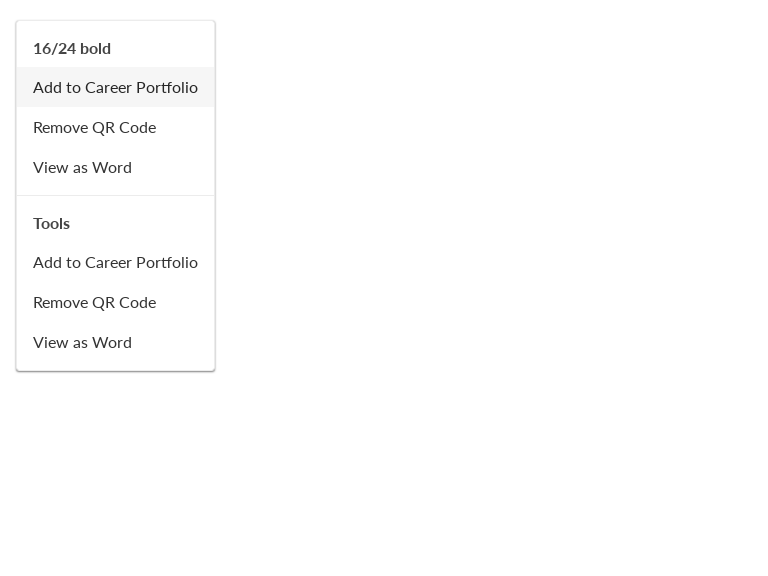 16/24 bold
Add to Career Portfolio
Remove QR Code
View as Word
Tools
Add to Career Portfolio
Remove QR Code
View as Word